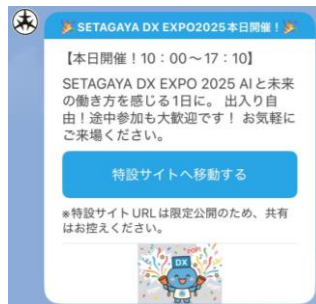 🎉 SETAGAYA DX EXPO2025本日開催!🎉
【本日開催!10:00~17:10】
SETAGAYA DX EXPO 2025 AIと未来
の働き方を感じる1日に。 出入り自
由!途中参加も大歓迎です! お気軽に
ご来場ください。
特設サイトへ移動する
※特設サイトURLは限定公開のため、共有
はお控えください。
DX